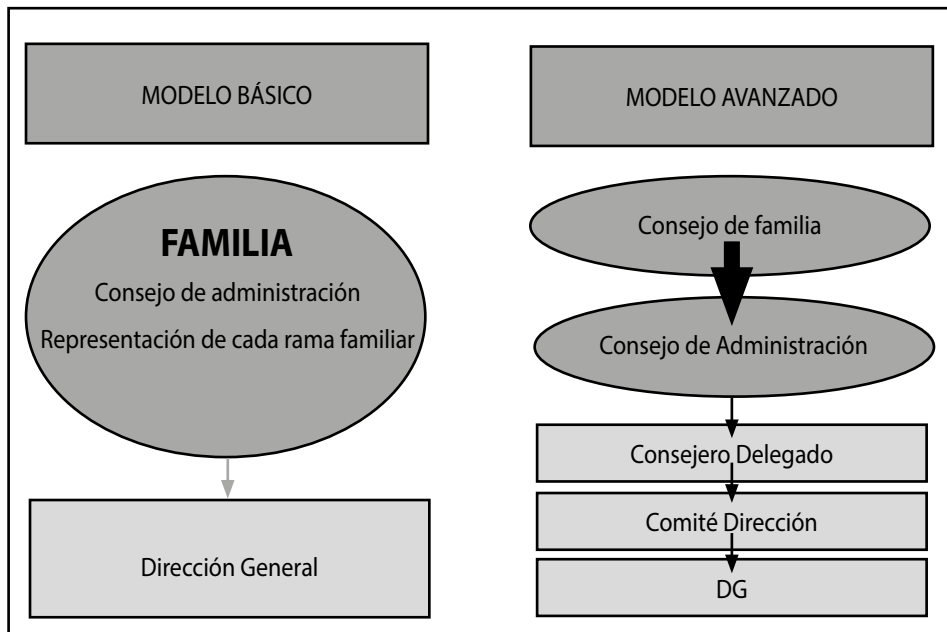 MODELO BÁSICO
FAMILIA
Consejo de administración
Representación de cada rama familiar
Dirección General
MODELO AVANZADO
Consejo de familia
Consejo de Administración
Consejero Delegado
Comité Dirección
DG